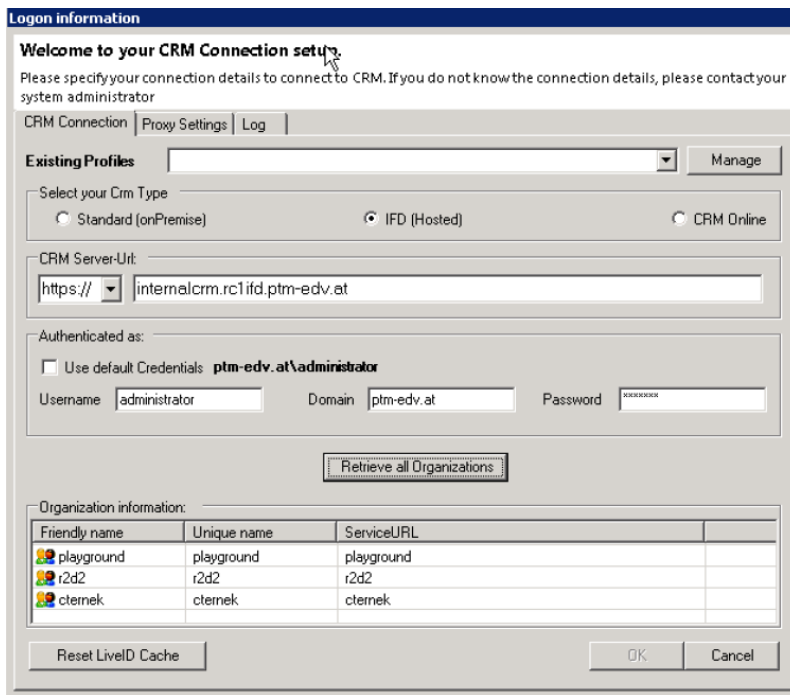 Logon information
Welcome to your CRM Connection setup.
Please specify your connection details to connect to CRM. If you do not know the connection details, please contact your
system administrator
CRM Connection Proxy Settings Log
Existing Profiles Manage
Select your Crm Type
Standard (onPremise) IFD (Hosted) CRM Online
CRM Server-Url:
https:// internalcrm.rc1ifd.ptm-edv.at
Authenticated as:
Use default Credentials ptm-edv.at\administrator
Username administrator Domain ptm-edv.at Password xxxxxxx
Retrieve all Organizations
Organization information:
Friendly name Unique name ServiceURL
playground playground playground
r2d2 r2d2 r2d2
cternek cternek cternek
Reset LiveID Cache OK Cancel